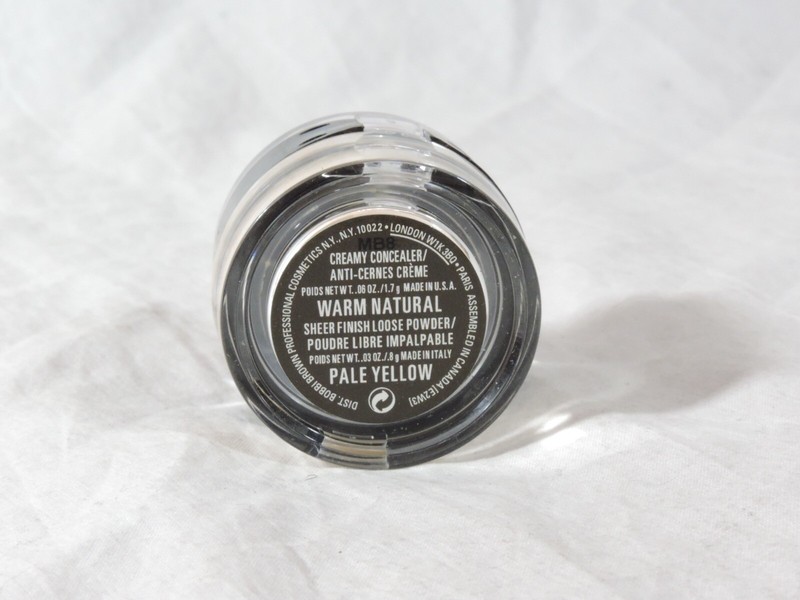 DIST. BOBBI BROWN PROFESSIONAL COSMETICS N.Y., N.Y. 10022 • LONDON W1K 3BQ • PARIS ASSEMBLED IN CANADA [E2W3]
MB8
CREAMY CONCEALER/
ANTI-CERNES CRÈME
POIDS NET WT. .06 OZ./1.7 g MADE IN U.S.A.
WARM NATURAL
SHEER FINISH LOOSE POWDER/
POUDRE LIBRE IMPALPABLE
POIDS NET WT. .03 OZ./.8 g MADE IN ITALY
PALE YELLOW